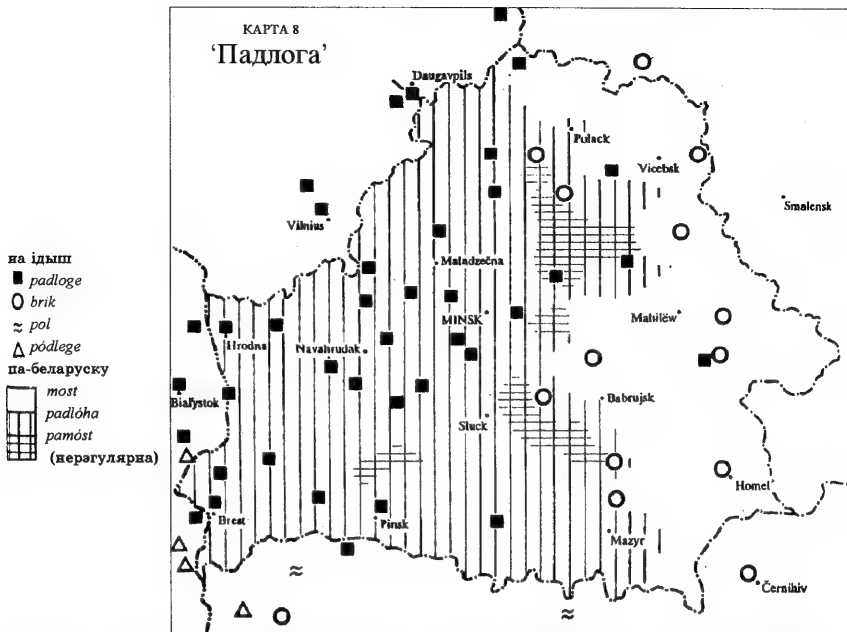 КАРТА 8
'Падлога'
Daugavpils
Polack
Vicebsk
Smalensk
Vilnius
Maladzečna
MINSK
Mahilëw
Hrodna
Navahrudak
Białystok
Sluck
Babrujsk
Homel
Brest
Pinsk
Mazyr
Černihiv
на ідыш
padloge
brik
pol
pódlege
па-беларуску
most
padlóha
pamóst
(нерэгулярна)